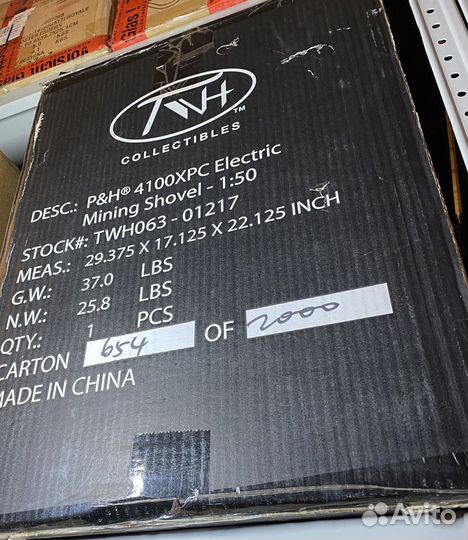 TWH
TM
COLLECTIBLES
DESC.: P&H® 4100XPC Electric
Mining Shovel - 1:50
STOCK#: TWH063 - 01217
MEAS.: 29.375 X 17.125 X 22.125 INCH
G.W.: 37.0 LBS
N.W.: 25.8 LBS
QTY.: 1 PCS
CARTON 654 OF 2000
MADE IN CHINA
Avito